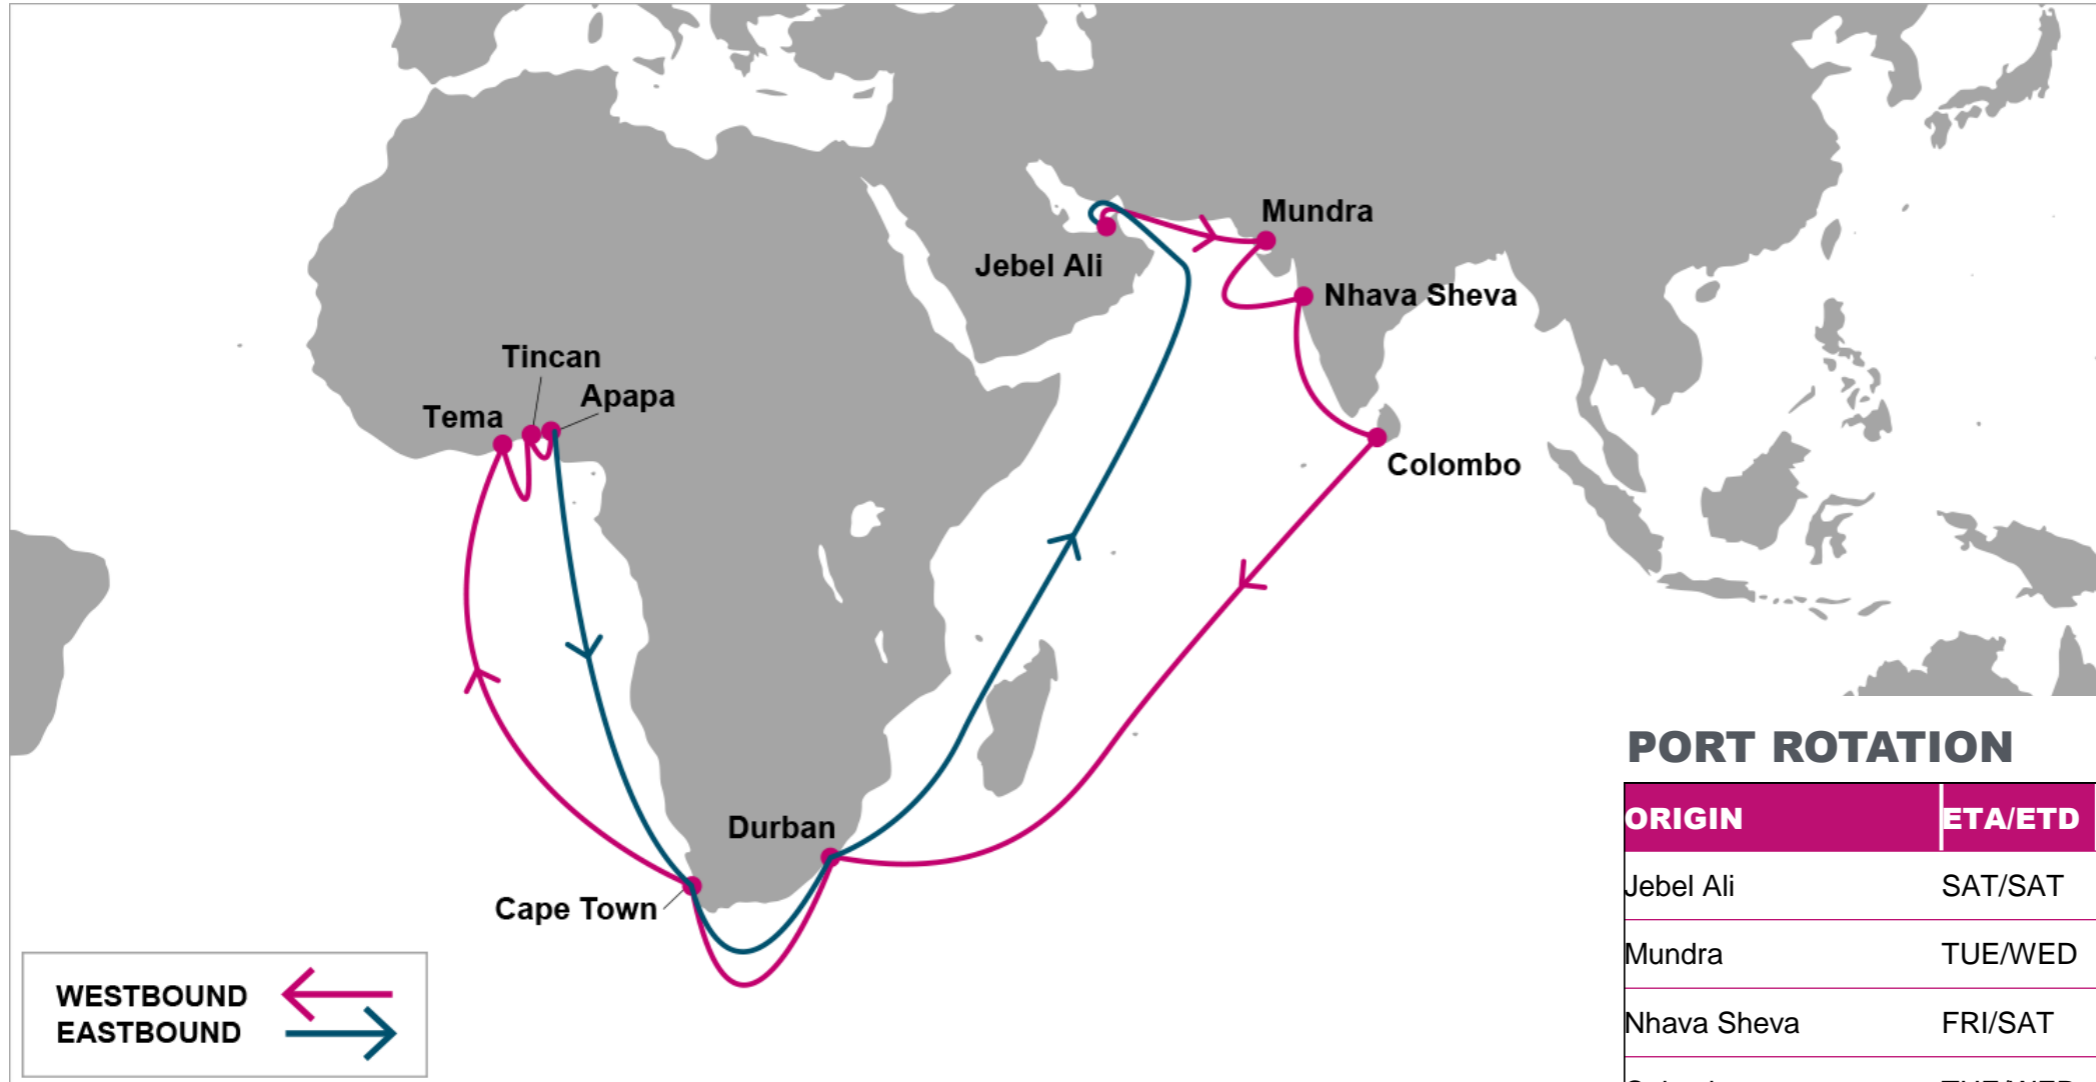 Mundra
Jebel Ali
Nhava Sheva
Tincan
Apapa
Tema
Colombo
Durban
Cape Town
WESTBOUND
EASTBOUND
PORT ROTATION
ORIGIN ETA/ETD
Jebel Ali SAT/SAT
Mundra TUE/WED
Nhava Sheva FRI/SAT